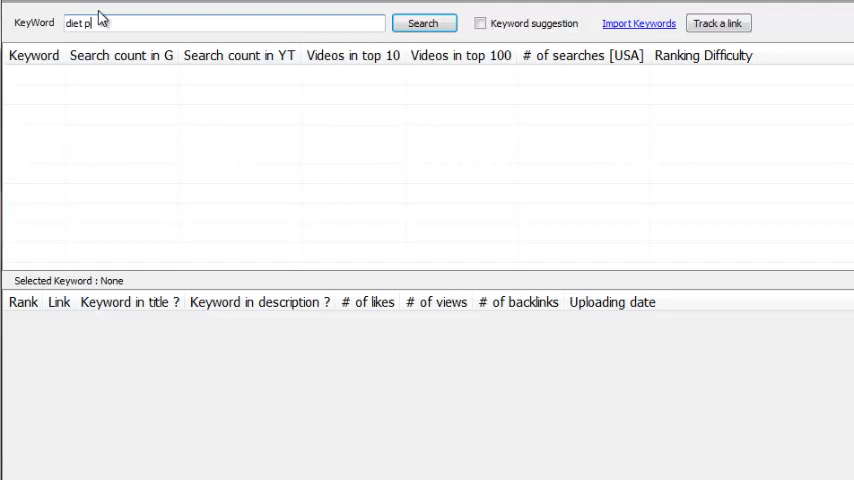 KeyWord diet p Search Keyword suggestion Import Keywords Track a link
Keyword Search count in G Search count in YT Videos in top 10 Videos in top 100 # of searches [USA] Ranking Difficulty
Selected Keyword : None
Rank Link Keyword in title ? Keyword in description ? # of likes # of views # of backlinks Uploading date